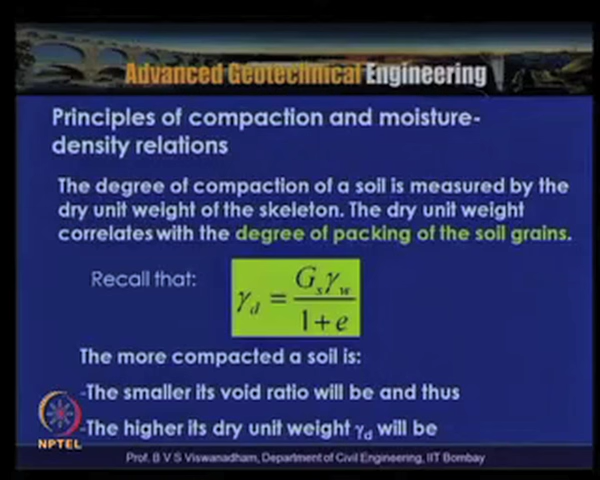 Advanced Geotechnical Engineering
Principles of compaction and moisture-
density relations
The degree of compaction of a soil is measured by the
dry unit weight of the skeleton. The dry unit weight
correlates with the degree of packing of the soil grains.
Recall that:
γd = Gsγw / 1+e
The more compacted a soil is:
-The smaller its void ratio will be and thus
-The higher its dry unit weight γd will be
NPTEL
Prof. B V S Viswanadham, Department of Civil Engineering, IIT Bombay